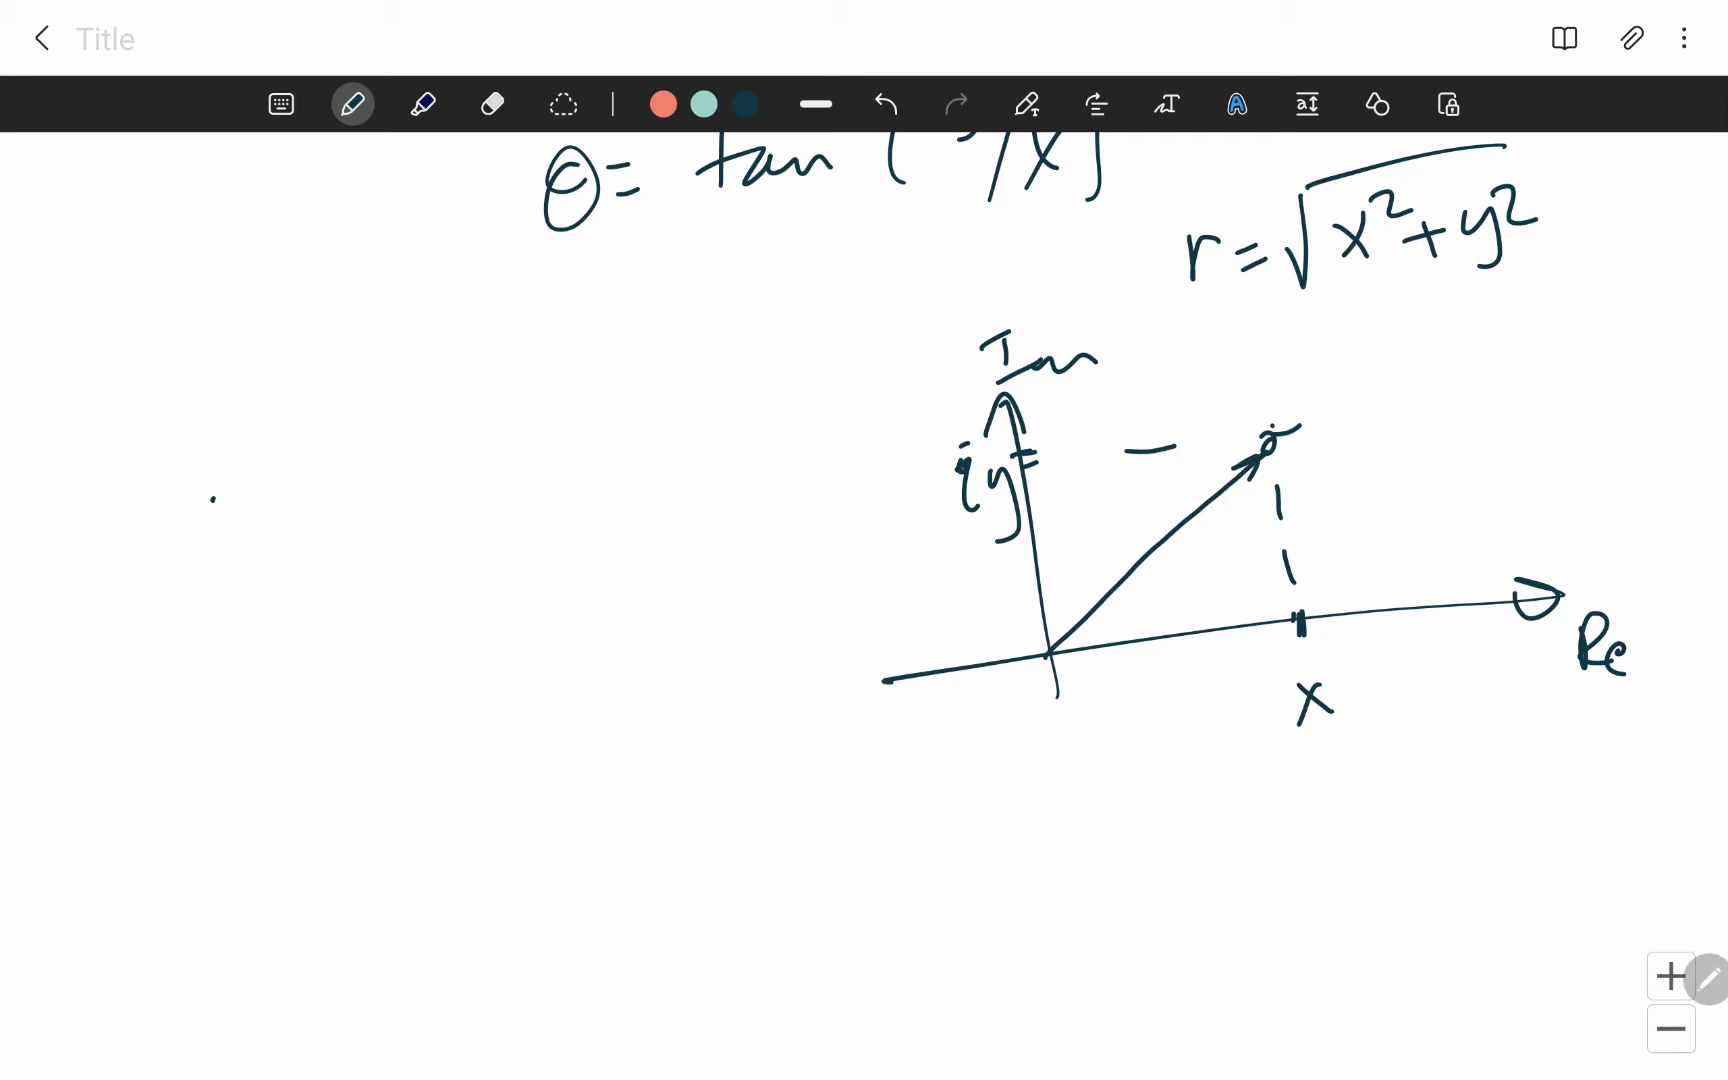 Title
θ = tan (y/x)
r = √x²+y²
Im
iy
Re
x